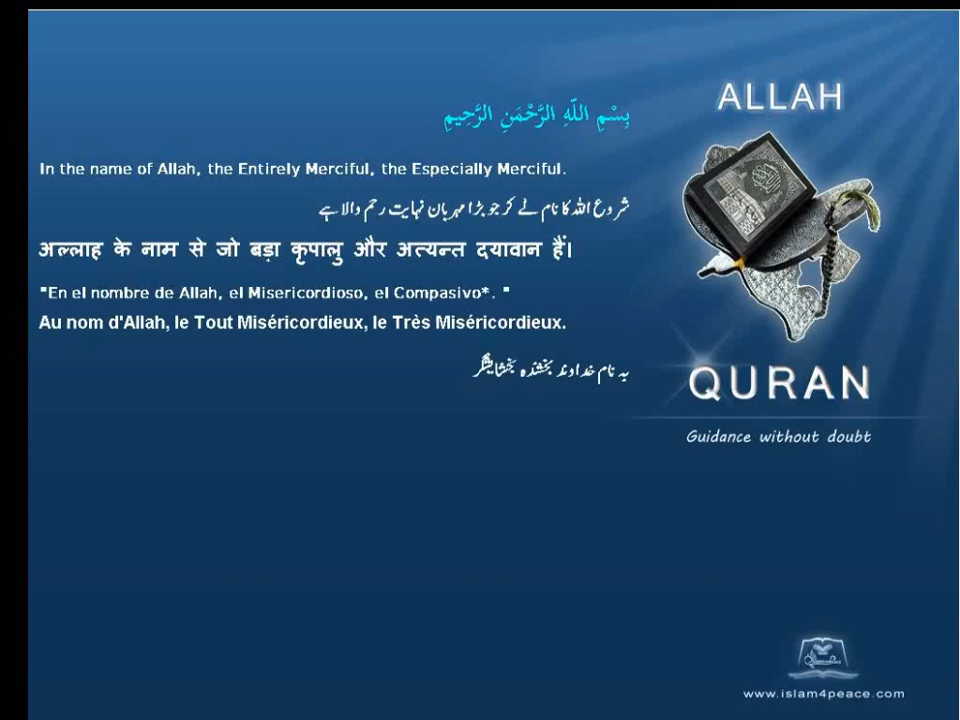 بِسْمِ اللَّهِ الرَّحْمَنِ الرَّحِيمِ
In the name of Allah, the Entirely Merciful, the Especially Merciful.
شروع اللہ کا نام لے کر جو بڑا مہربان نہایت رحم والا ہے
अल्लाह के नाम से जो बड़ा कृपालु और अत्यन्त दयावान हैं।
"En el nombre de Allah, el Misericordioso, el Compasivo*. "
Au nom d'Allah, le Tout Miséricordieux, le Très Miséricordieux.
به نام خداوند بخشنده بخشایشگر
ALLAH
QURAN
Guidance without doubt
www.islam4peace.com